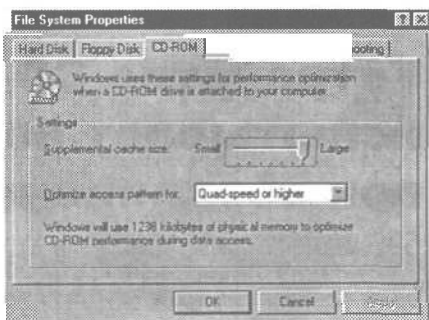 File System Properties
Hard Disk Floppy Disk CD-ROM
Windows uses these settings for performance optimization
when a CD-ROM drive is attached to your computer.
Settings
Supplemental cache size: Small Large
Optimize access pattern for: Quad-speed or higher
Windows will use 1238 kilobytes of physical memory to optimize
CD-ROM performance during data access.
OK Cancel Apply